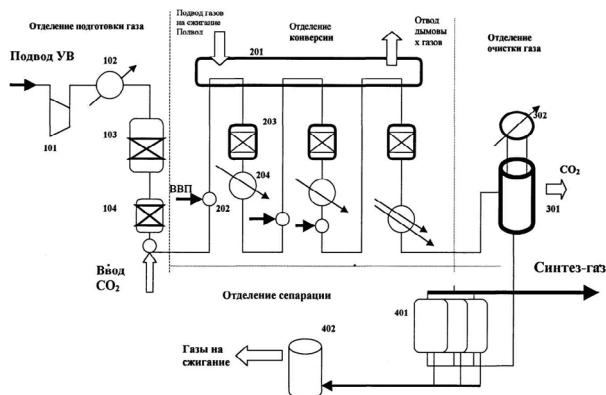 Отделение подготовки газа
Подвод газов
на сжигание
Отделение
конверсии
Отвод
дымовы
х газов
Отделение
очистки газа
Подвод УВ
102
201
101
103
203
302
104
ВВП
204
202
CO₂
301
Ввод
CO₂
Синтез-газ
Отделение сепарации
401
402
Газы на
сжигание